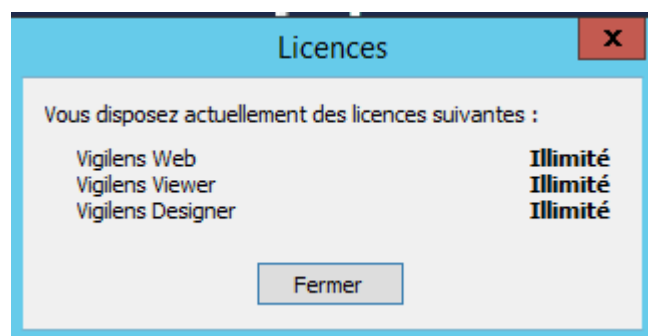 Licences
x
Vous disposez actuellement des licences suivantes :
Vigilens Web Illimité
Vigilens Viewer Illimité
Vigilens Designer Illimité
Fermer